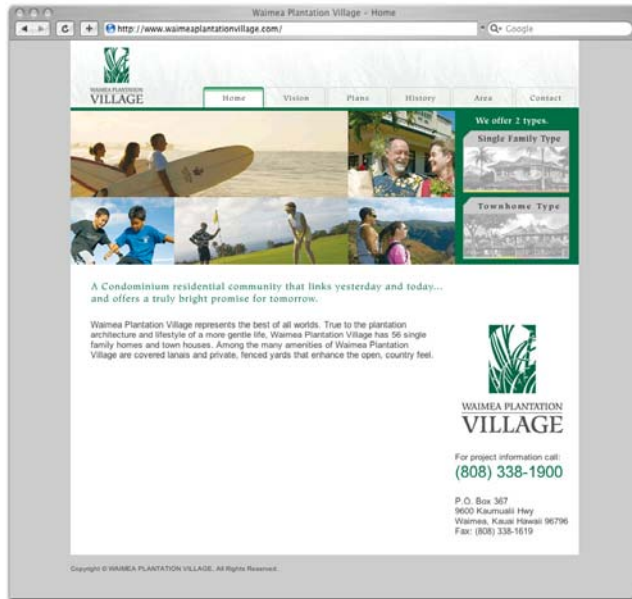 Waimea Plantation Village – Home
http://www.waimeaplantationvillage.com/
Google
WAIMEA PLANTATION
VILLAGE
Home Vision Plans History Area Contact
We offer 2 types.
Single Family Type
Townhome Type
A Condominium residential community that links yesterday and today...
and offers a truly bright promise for tomorrow.
Waimea Plantation Village represents the best of all worlds. True to the plantation
architecture and lifestyle of a more gentle life, Waimea Plantation Village has 56 single
family homes and town houses. Among the many amenities of Waimea Plantation
Village are covered lanais and private, fenced yards that enhance the open, country feel.
WAIMEA PLANTATION
VILLAGE
For project information call:
(808) 338-1900
P.O. Box 367
9600 Kaumualii Hwy
Waimea, Kauai Hawaii 96796
Fax: (808) 338-1619
Copyright © WAIMEA PLANTATION VILLAGE. All Rights Reserved.